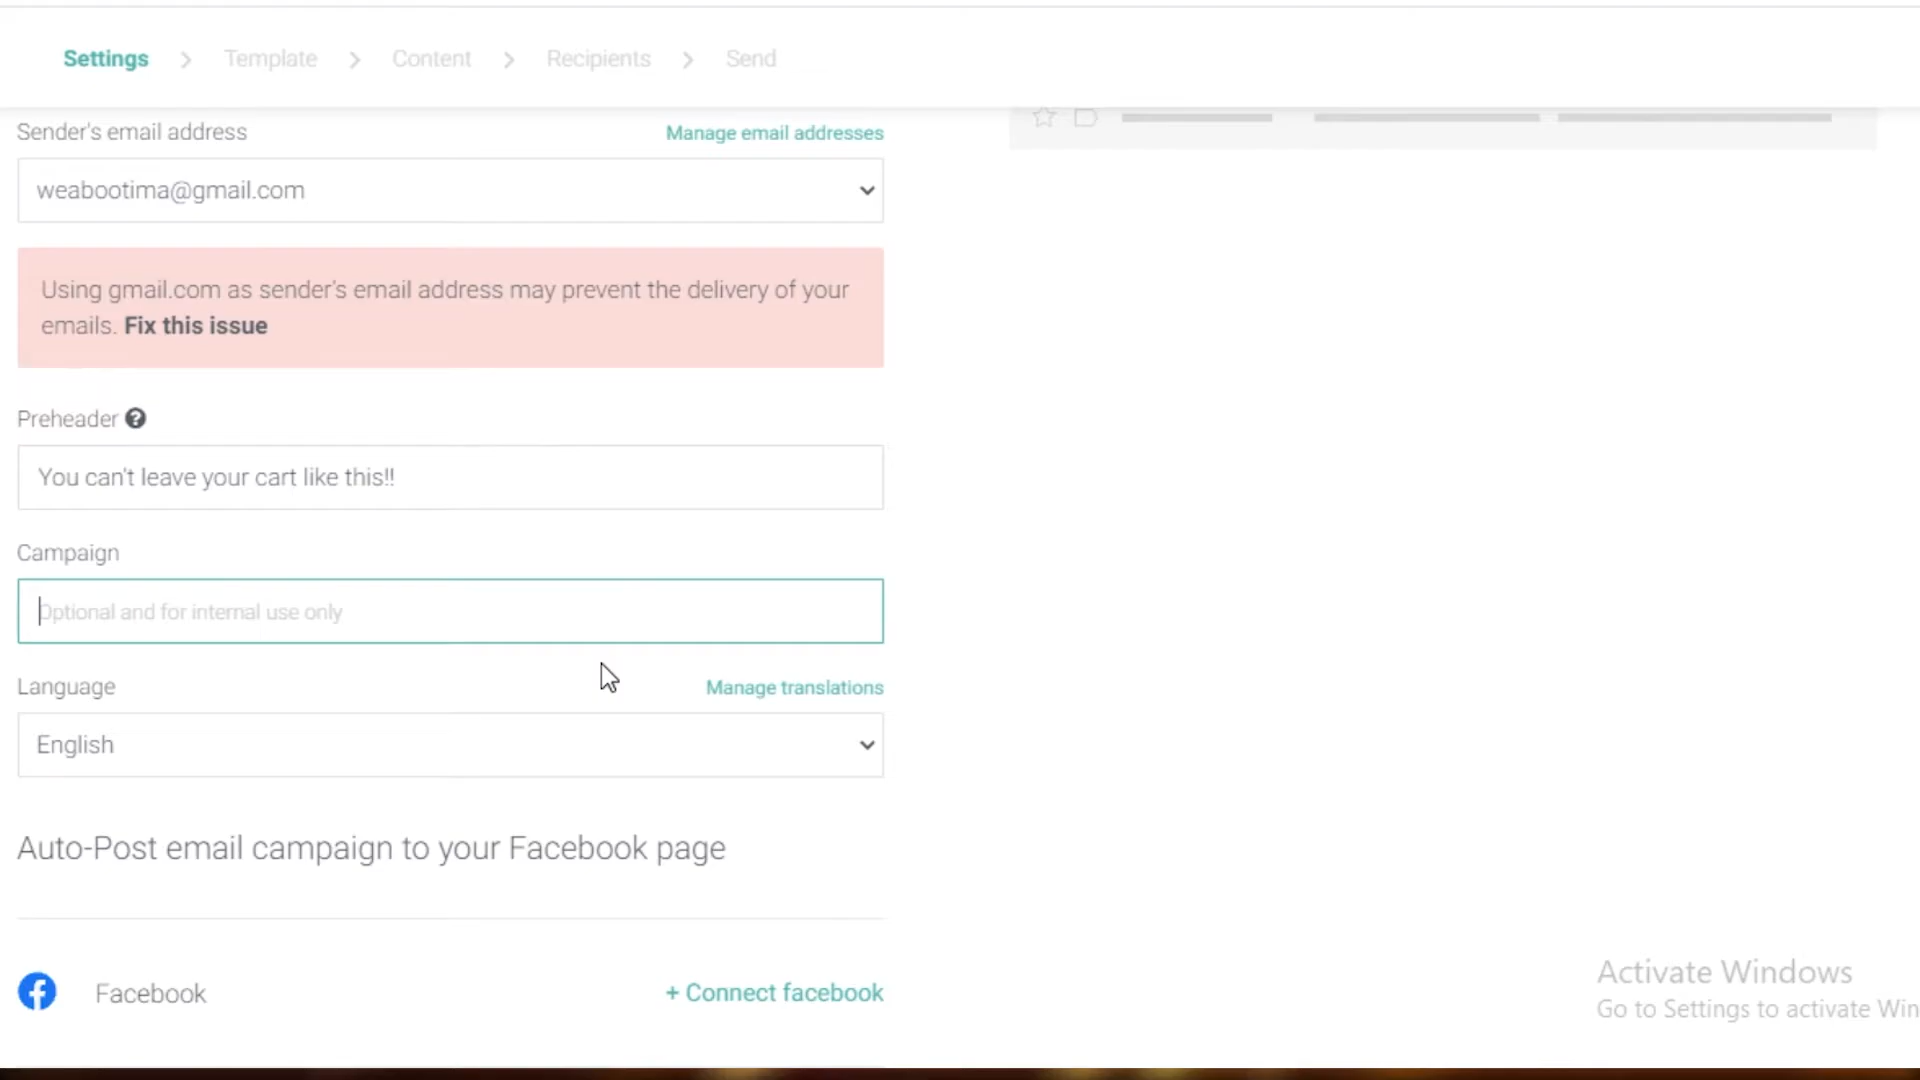 Settings > Template > Content > Recipients > Send
Sender's email address
Manage email addresses
weabootima@gmail.com
Using gmail.com as sender's email address may prevent the delivery of your
emails. Fix this issue
Preheader ?
You can't leave your cart like this!!
Campaign
Optional and for internal use only
Language
Manage translations
English
Auto-Post email campaign to your Facebook page
Facebook
+ Connect facebook
Activate Windows
Go to Settings to activate Win